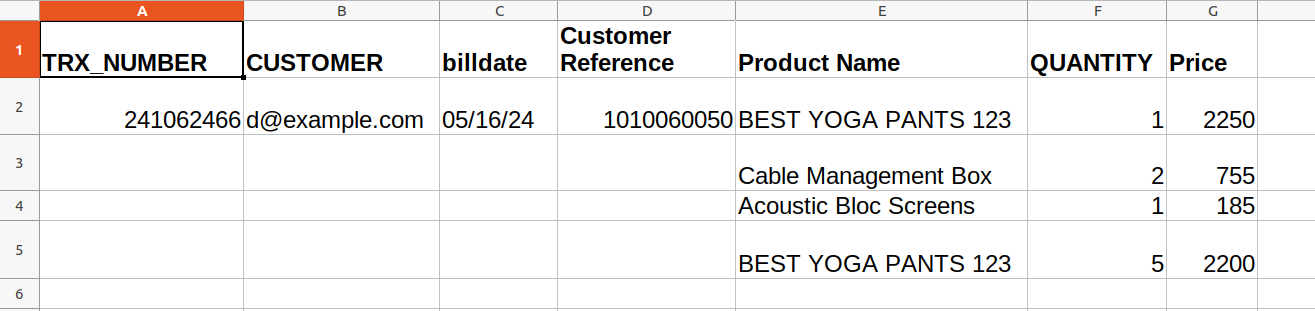 A B C D E F G
1 TRX_NUMBER CUSTOMER billdate Customer Reference Product Name QUANTITY Price
2 241062466 d@example.com 05/16/24 1010060050 BEST YOGA PANTS 123 1 2250
3 Cable Management Box 2 755
4 Acoustic Bloc Screens 1 185
5 BEST YOGA PANTS 123 5 2200
6